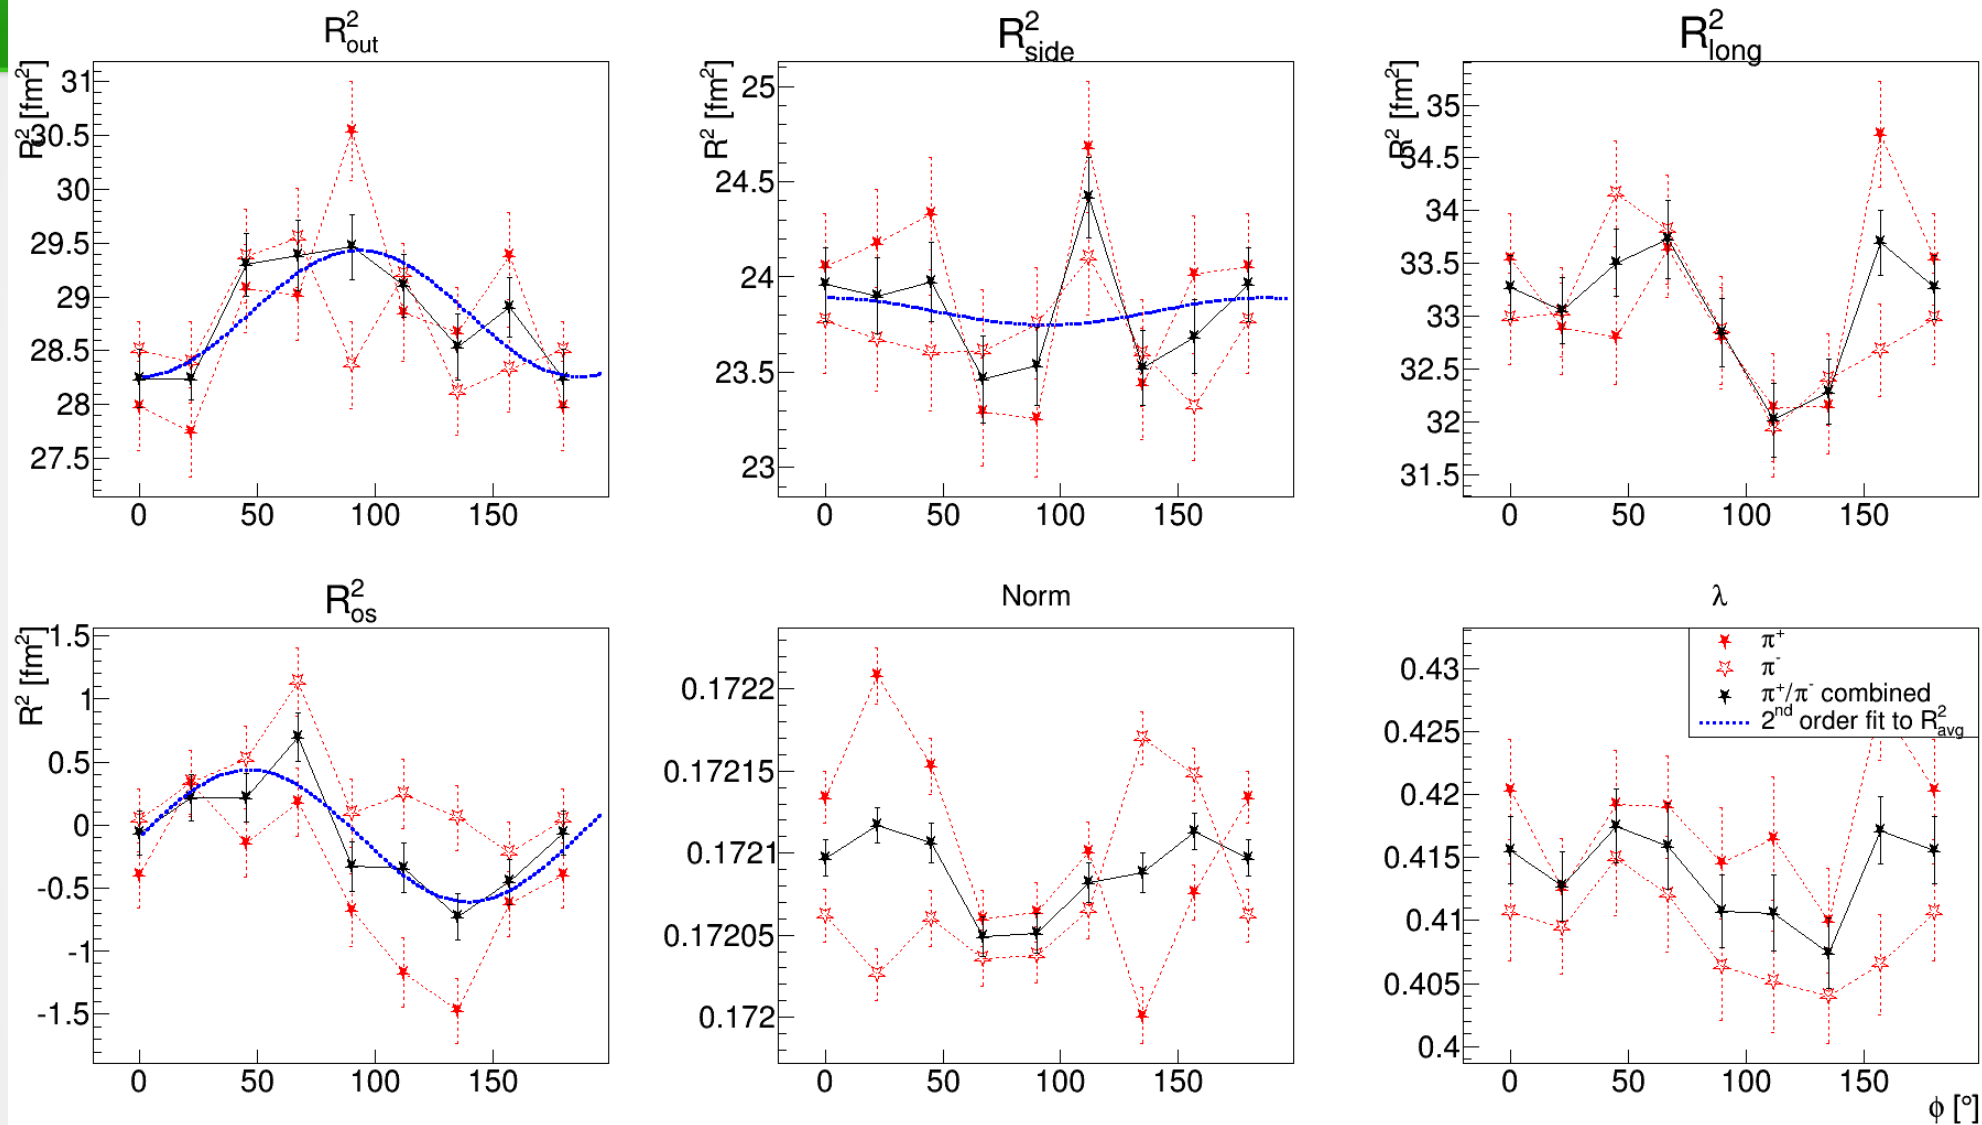 R²out
R² [fm²]
31
30.5
30
29.5
29
28.5
28
27.5
0 50 100 150
R²side
R² [fm²]
25
24.5
24
23.5
23
0 50 100 150
R²long
R² [fm²]
35
34.5
34
33.5
33
32.5
32
31.5
0 50 100 150
R²os
R² [fm²]
1.5
1
0.5
0
-0.5
-1
-1.5
0 50 100 150
Norm
0.1722
0.17215
0.1721
0.17205
0.172
0 50 100 150
λ
π⁺
π⁻
π⁺/π⁻ combined
2nd order fit to R²avg
0.43
0.425
0.42
0.415
0.41
0.405
0.4
0 50 100 150
ϕ [°]